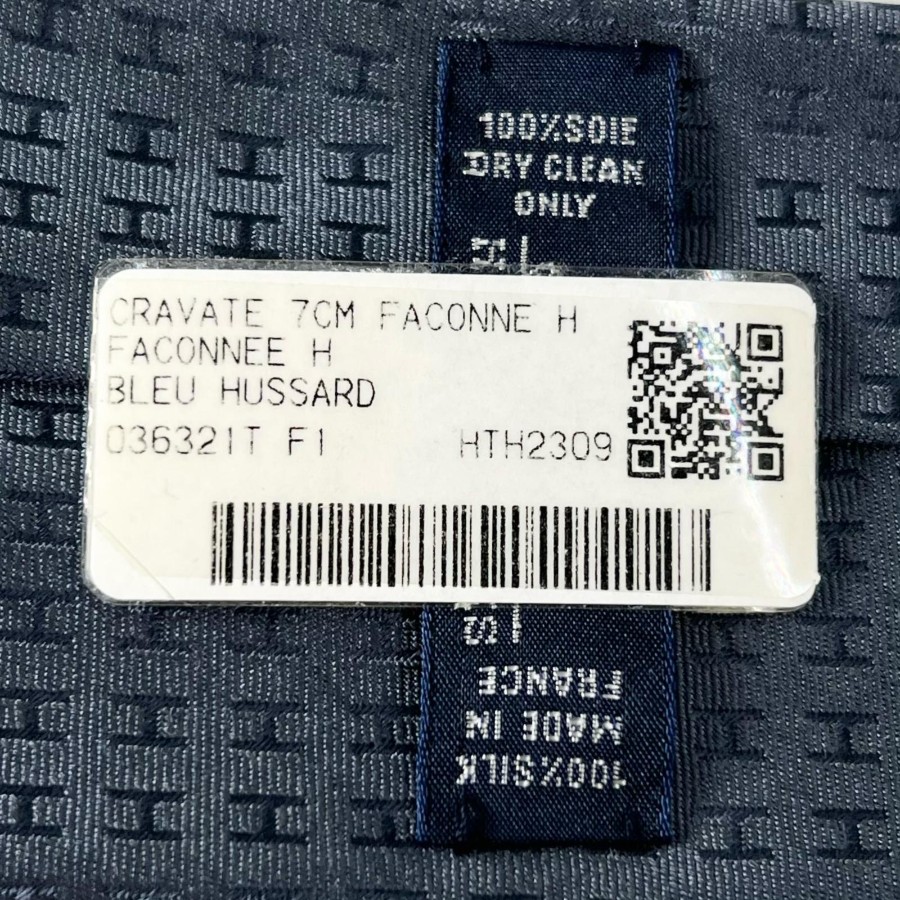 100%SOIE
DRY CLEAN
ONLY
CRAVATE 7CM FACONNE H
FACONNEE H
BLEU HUSSARD
036321T F1 HTH2309
FRANCE
MADE IN
100%SILK